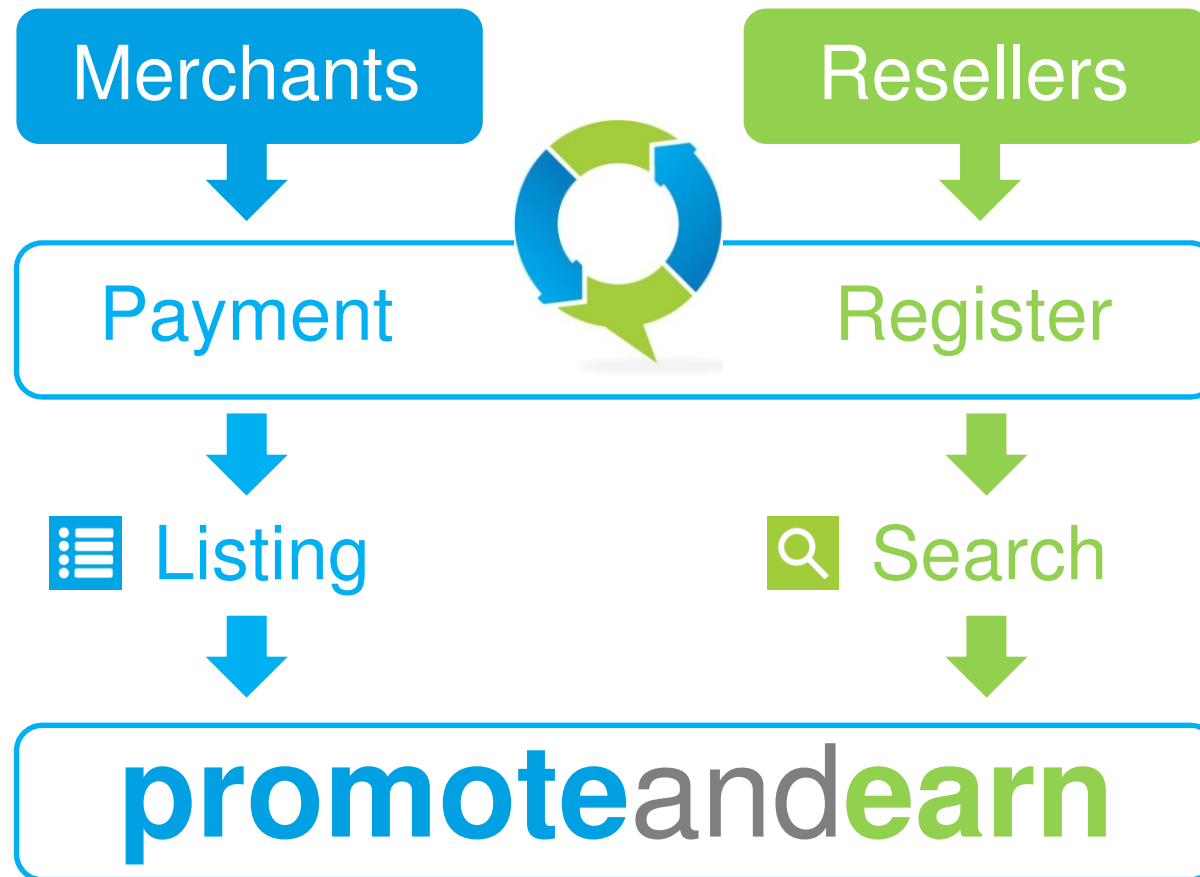 Merchants
Resellers
Payment
Register
Listing
Search
promoteandearn